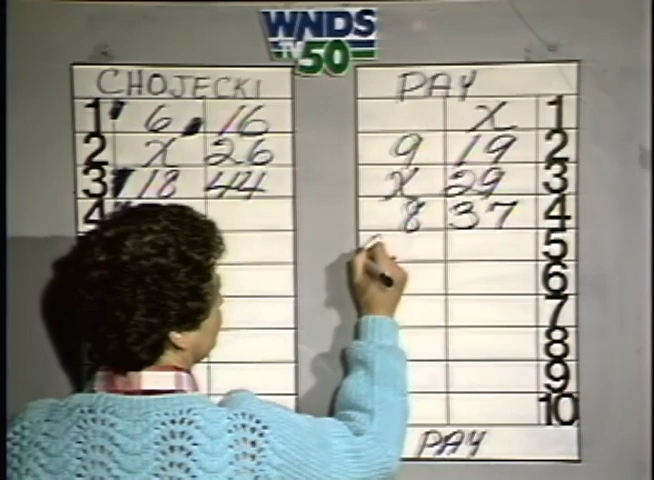 WNDS
TV 50
CHOJECKI
1 6 16
2 X 26
3 18 44
4
PAY
X 1
9 19 2
X 29 3
8 37 4
5
6
7
8
9
10
PAY